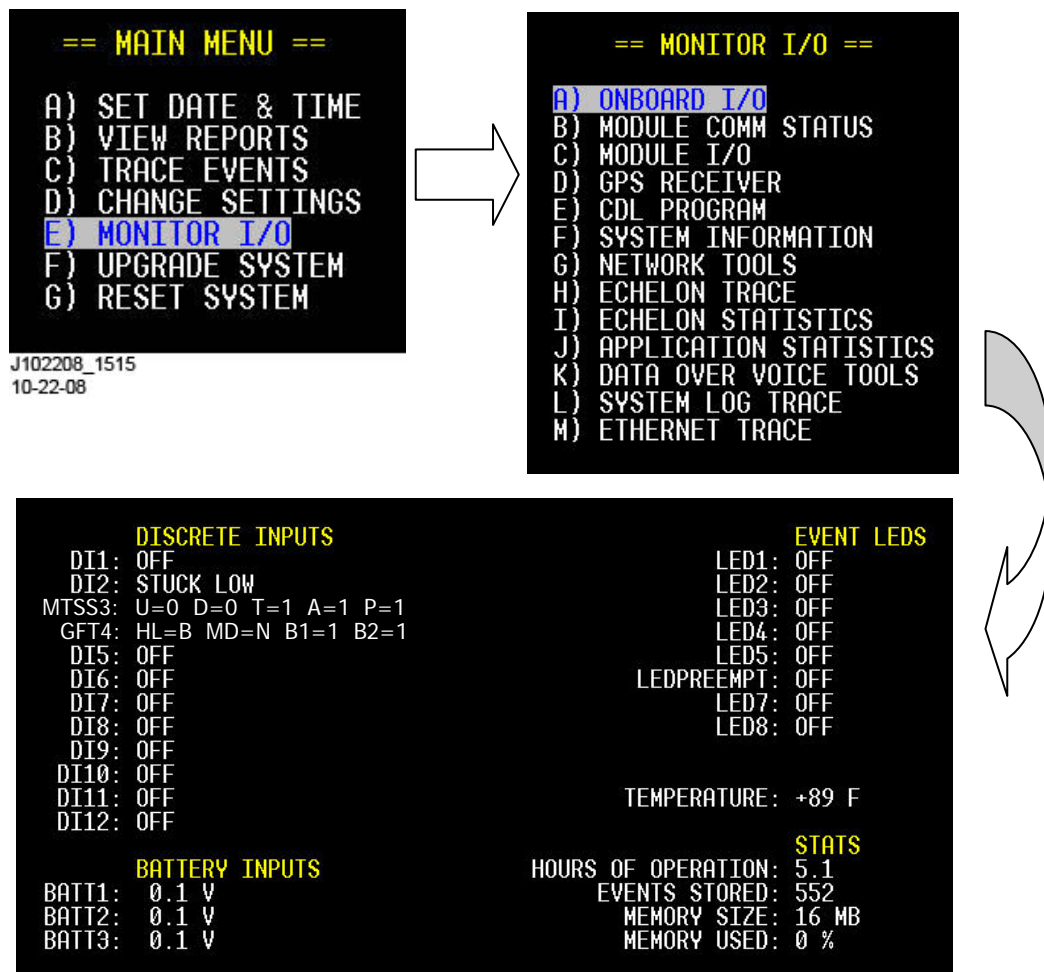 == MAIN MENU ==
A) SET DATE & TIME
B) VIEW REPORTS
C) TRACE EVENTS
D) CHANGE SETTINGS
E) MONITOR I/O
F) UPGRADE SYSTEM
G) RESET SYSTEM
J102208_1515
10-22-08
== MONITOR I/O ==
A) ONBOARD I/O
B) MODULE COMM STATUS
C) MODULE I/O
D) GPS RECEIVER
E) CDL PROGRAM
F) SYSTEM INFORMATION
G) NETWORK TOOLS
H) ECHELON TRACE
I) ECHELON STATISTICS
J) APPLICATION STATISTICS
K) DATA OVER VOICE TOOLS
L) SYSTEM LOG TRACE
M) ETHERNET TRACE
DISCRETE INPUTS
DI1: OFF
DI2: STUCK LOW
MTSS3: U=0 D=0 T=1 A=1 P=1
GFT4: HL=B MD=N B1=1 B2=1
DI5: OFF
DI6: OFF
DI7: OFF
DI8: OFF
DI9: OFF
DI10: OFF
DI11: OFF
DI12: OFF
BATTERY INPUTS
BATT1: 0.1 V
BATT2: 0.1 V
BATT3: 0.1 V
EVENT LEDS
LED1: OFF
LED2: OFF
LED3: OFF
LED4: OFF
LED5: OFF
LEDPREEMPT: OFF
LED7: OFF
LED8: OFF
TEMPERATURE: +89 F
STATS
HOURS OF OPERATION: 5.1
EVENTS STORED: 552
MEMORY SIZE: 16 MB
MEMORY USED: 0 %